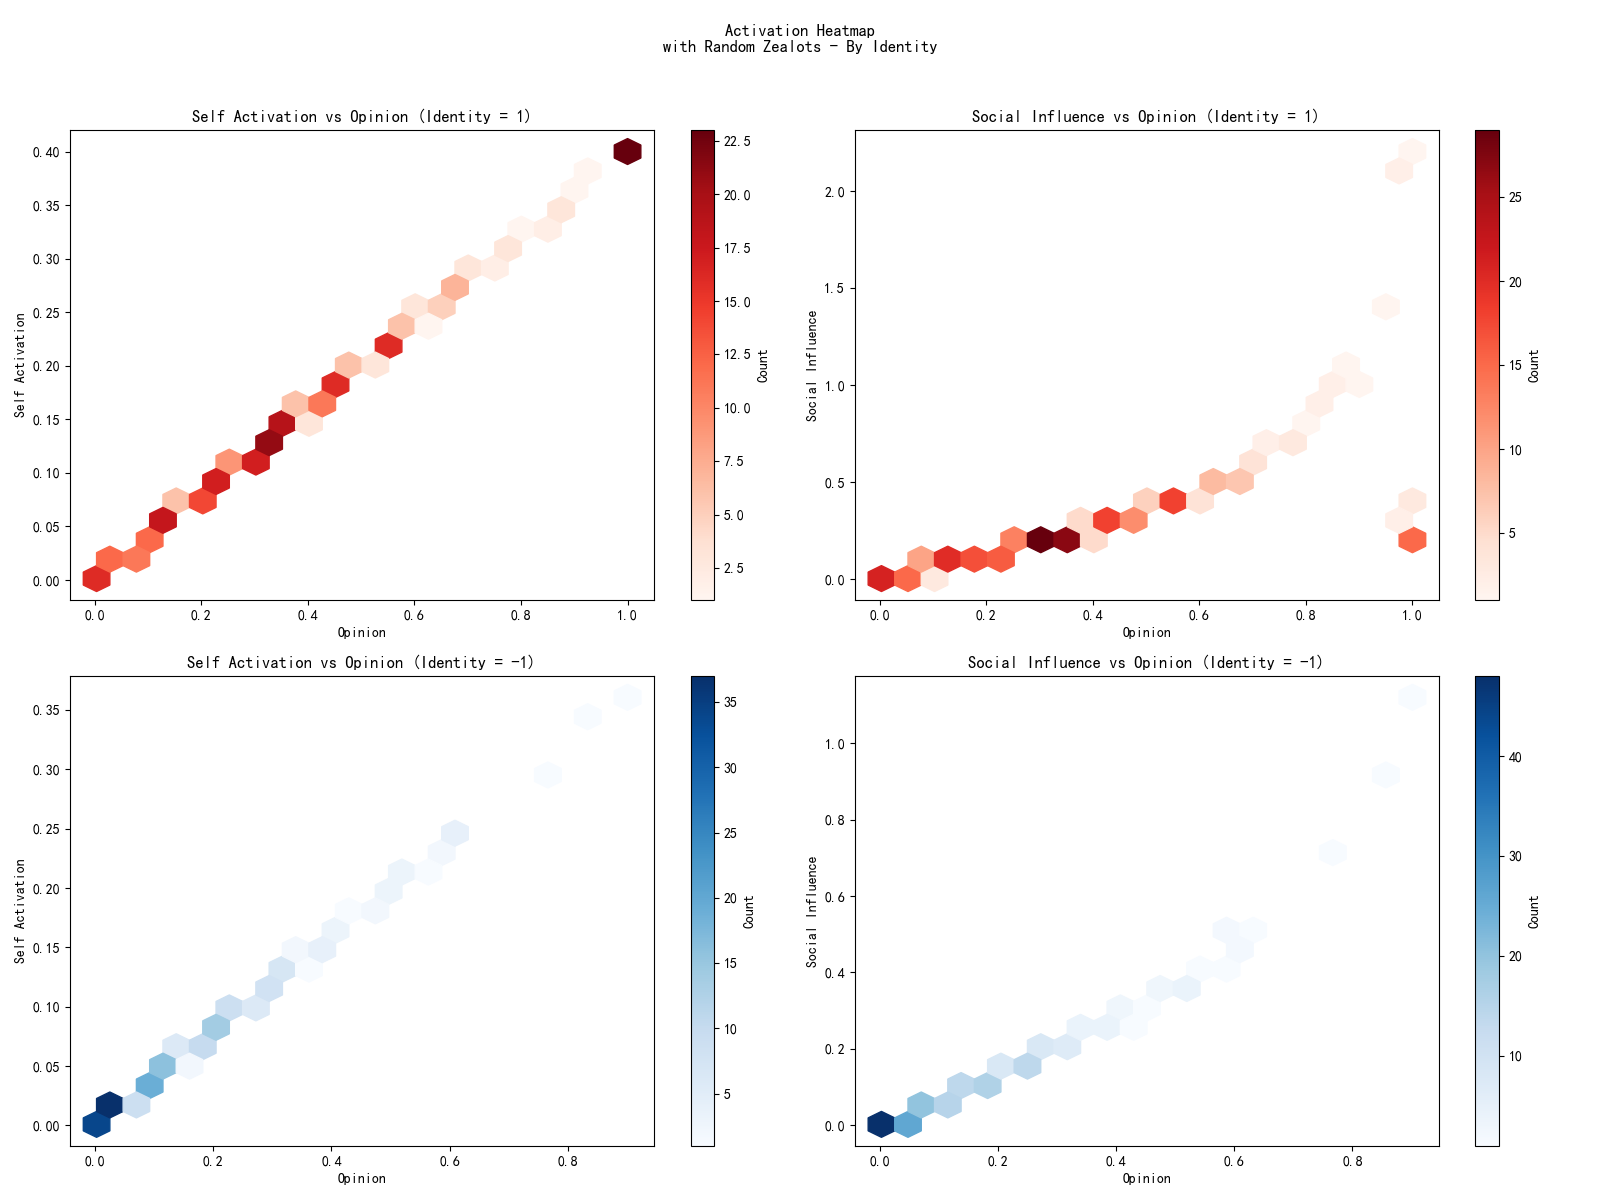 Activation Heatmap
with Random Zealots - By Identity
Self Activation vs Opinion (Identity = 1)
Self Activation
0.40
0.35
0.30
0.25
0.20
0.15
0.10
0.05
0.00
0.0 0.2 0.4 0.6 0.8 1.0
Opinion
22.5
20.0
17.5
15.0
12.5
10.0
7.5
5.0
2.5
Count
Social Influence vs Opinion (Identity = 1)
Social Influence
2.0
1.5
1.0
0.5
0.0
0.0 0.2 0.4 0.6 0.8 1.0
Opinion
25
20
15
10
5
Count
Self Activation vs Opinion (Identity = -1)
Self Activation
0.35
0.30
0.25
0.20
0.15
0.10
0.05
0.00
0.0 0.2 0.4 0.6 0.8
Opinion
35
30
25
20
15
10
5
Count
Social Influence vs Opinion (Identity = -1)
Social Influence
1.0
0.8
0.6
0.4
0.2
0.0
0.0 0.2 0.4 0.6 0.8
Opinion
40
30
20
10
Count